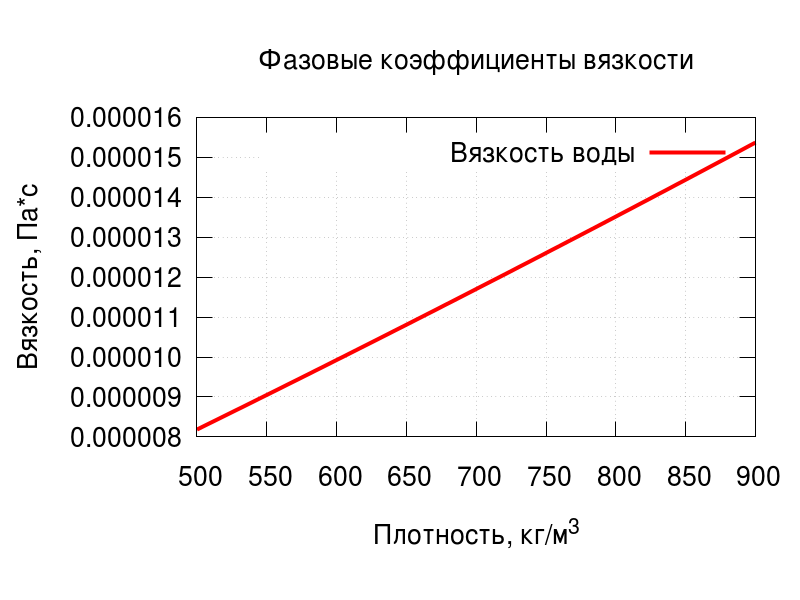 Фазовые коэффициенты вязкости
Вязкость, Па*с
0.000016
0.000015
0.000014
0.000013
0.000012
0.000011
0.000010
0.000009
0.000008
Вязкость воды
500 550 600 650 700 750 800 850 900
Плотность, кг/м³